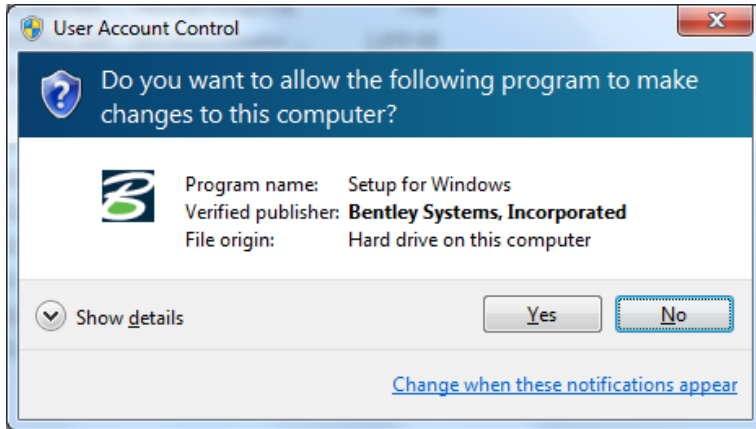 User Account Control
Do you want to allow the following program to make
changes to this computer?
Program name: Setup for Windows
Verified publisher: Bentley Systems, Incorporated
File origin: Hard drive on this computer
Show details
Yes
No
Change when these notifications appear